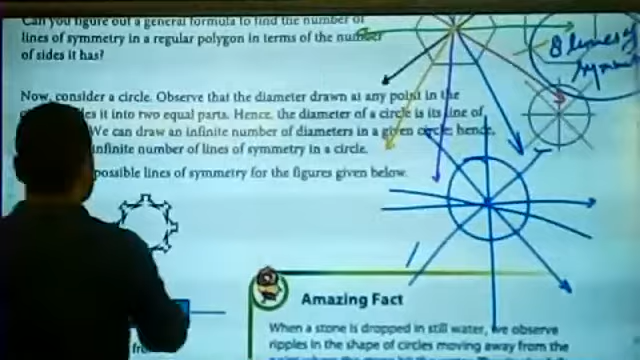 Can you figure out a general formula to find the number of
lines of symmetry in a regular polygon in terms of the number
of sides it has?
8 lines of
Now, consider a circle. Observe that the diameter drawn at any point in the
it into two equal parts. Hence, the diameter of a circle is its line of
We can draw an infinite number of diameters in a given circle; hence,
infinite number of lines of symmetry in a circle.
possible lines of symmetry for the figures given below.
Amazing Fact
When a stone is dropped in still water, we observe
ripples in the shape of circles moving away from the